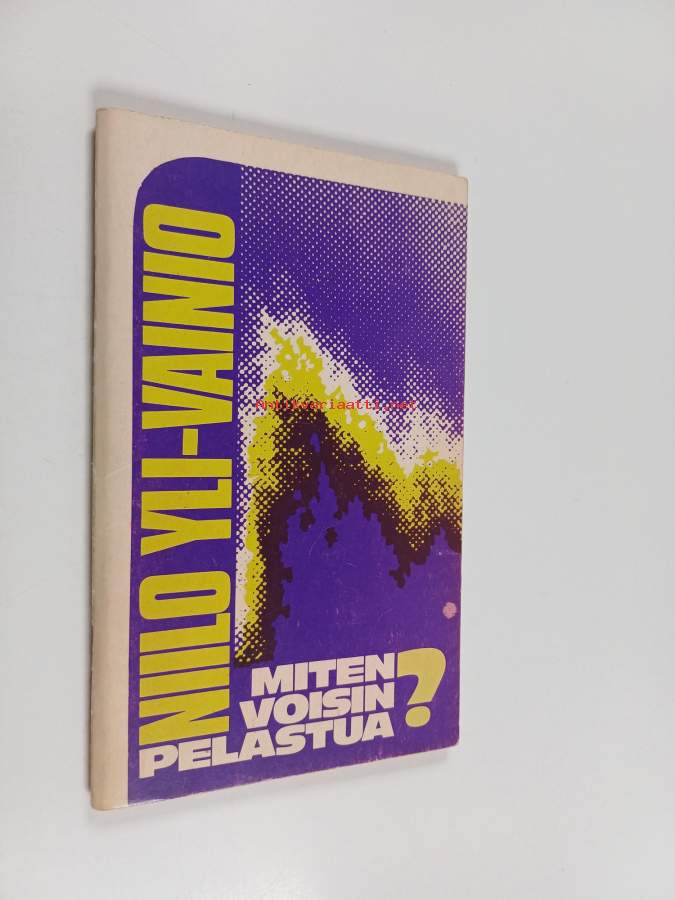 NIILO YLI-VAINIO
MITEN
VOISIN
PELASTUA?
Antikvariaatti.net